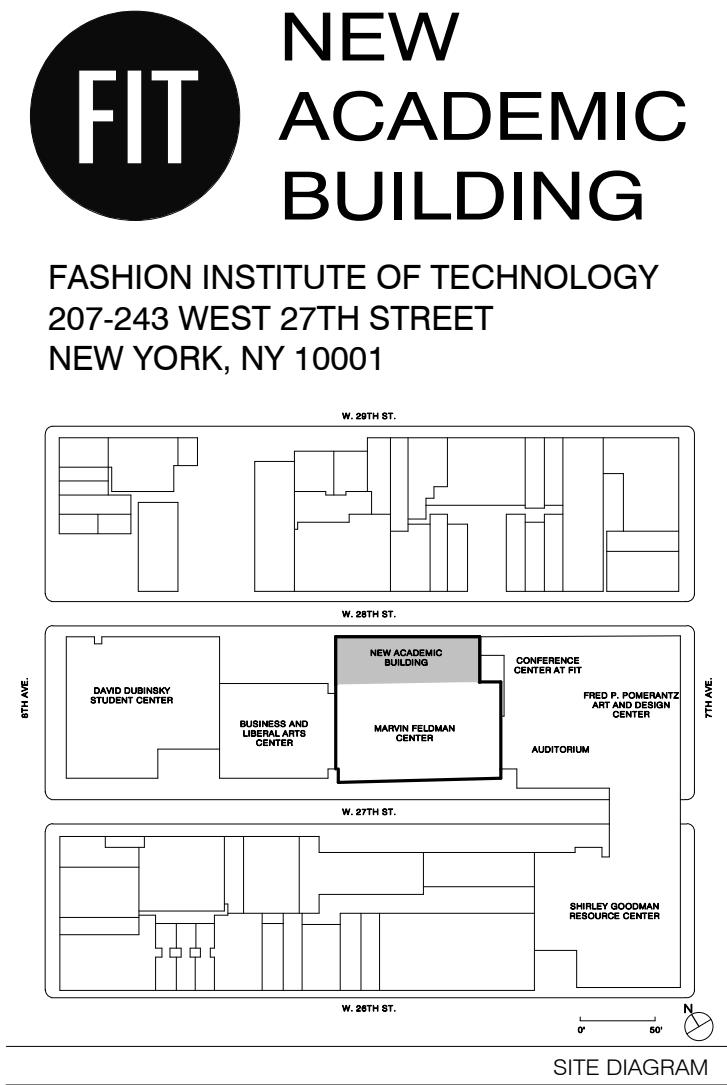 FIT
NEW
ACADEMIC
BUILDING
FASHION INSTITUTE OF TECHNOLOGY
207-243 WEST 27TH STREET
NEW YORK, NY 10001
W. 29TH ST.
W. 28TH ST.
8TH AVE.
DAVID DUBINSKY
STUDENT CENTER
BUSINESS AND
LIBERAL ARTS
CENTER
NEW ACADEMIC
BUILDING
MARVIN FELDMAN
CENTER
CONFERENCE
CENTER AT FIT
FRED P. POMERANTZ
ART AND DESIGN
CENTER
AUDITORIUM
7TH AVE.
W. 27TH ST.
SHIRLEY GOODMAN
RESOURCE CENTER
W. 26TH ST.
0'
50'
N
SITE DIAGRAM